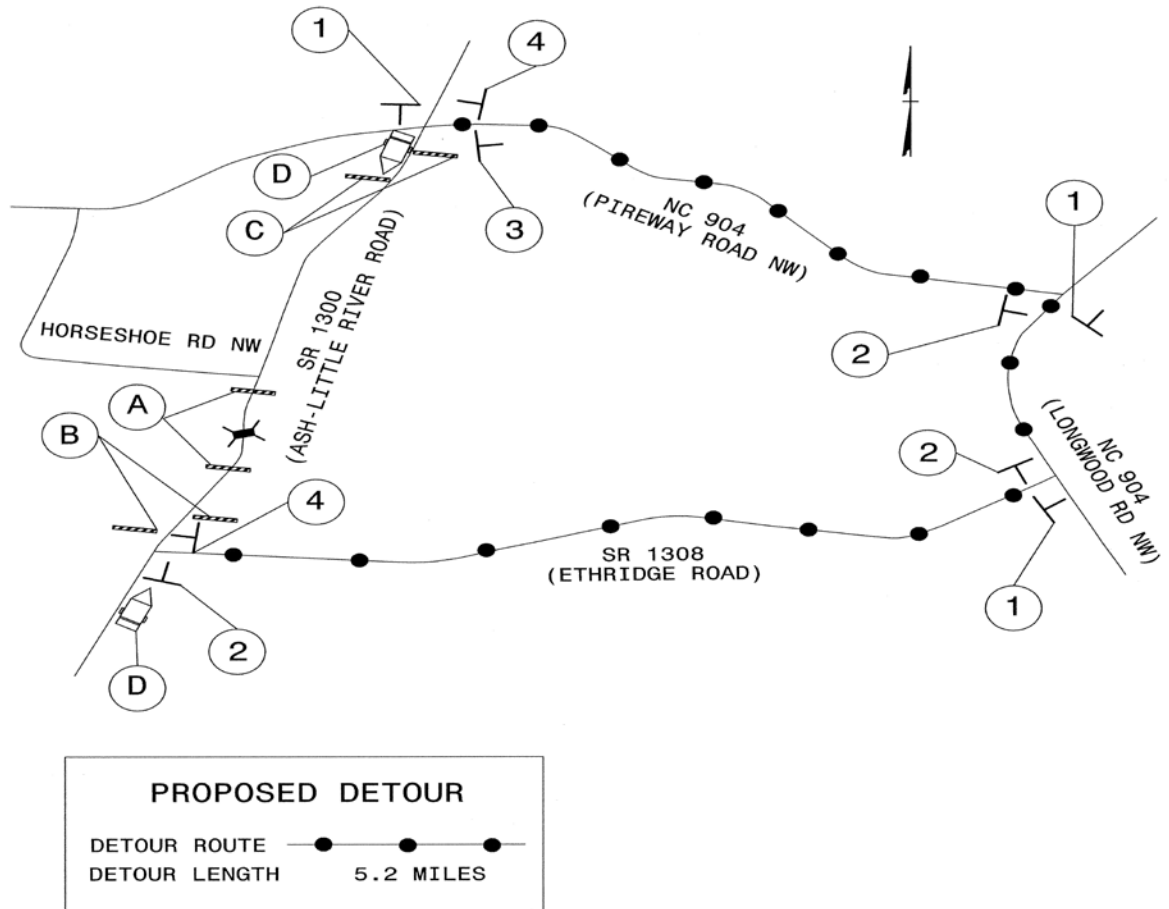 1
4
D
C
3
NC 904
(PIREWAY ROAD NW)
1
HORSESHOE RD NW
SR 1300
(ASH-LITTLE RIVER ROAD)
2
A
B
4
2
NC 904
(LONGWOOD RD NW)
SR 1308
(ETHRIDGE ROAD)
1
2
D
PROPOSED DETOUR
DETOUR ROUTE
DETOUR LENGTH 5.2 MILES